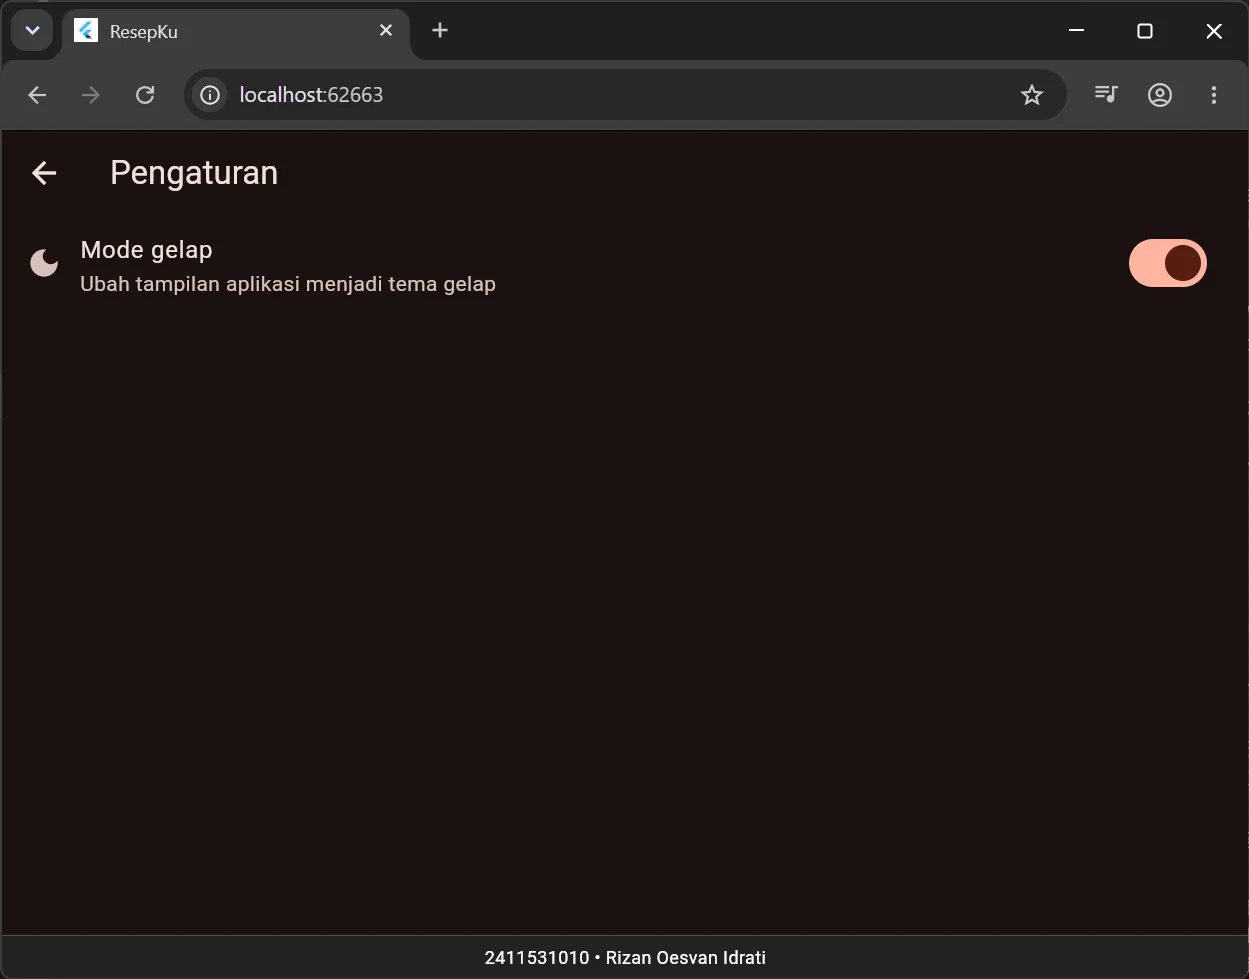 ResepKu
localhost:62663
Pengaturan
Mode gelap
Ubah tampilan aplikasi menjadi tema gelap
2411531010 • Rizan Oesvan Idrati